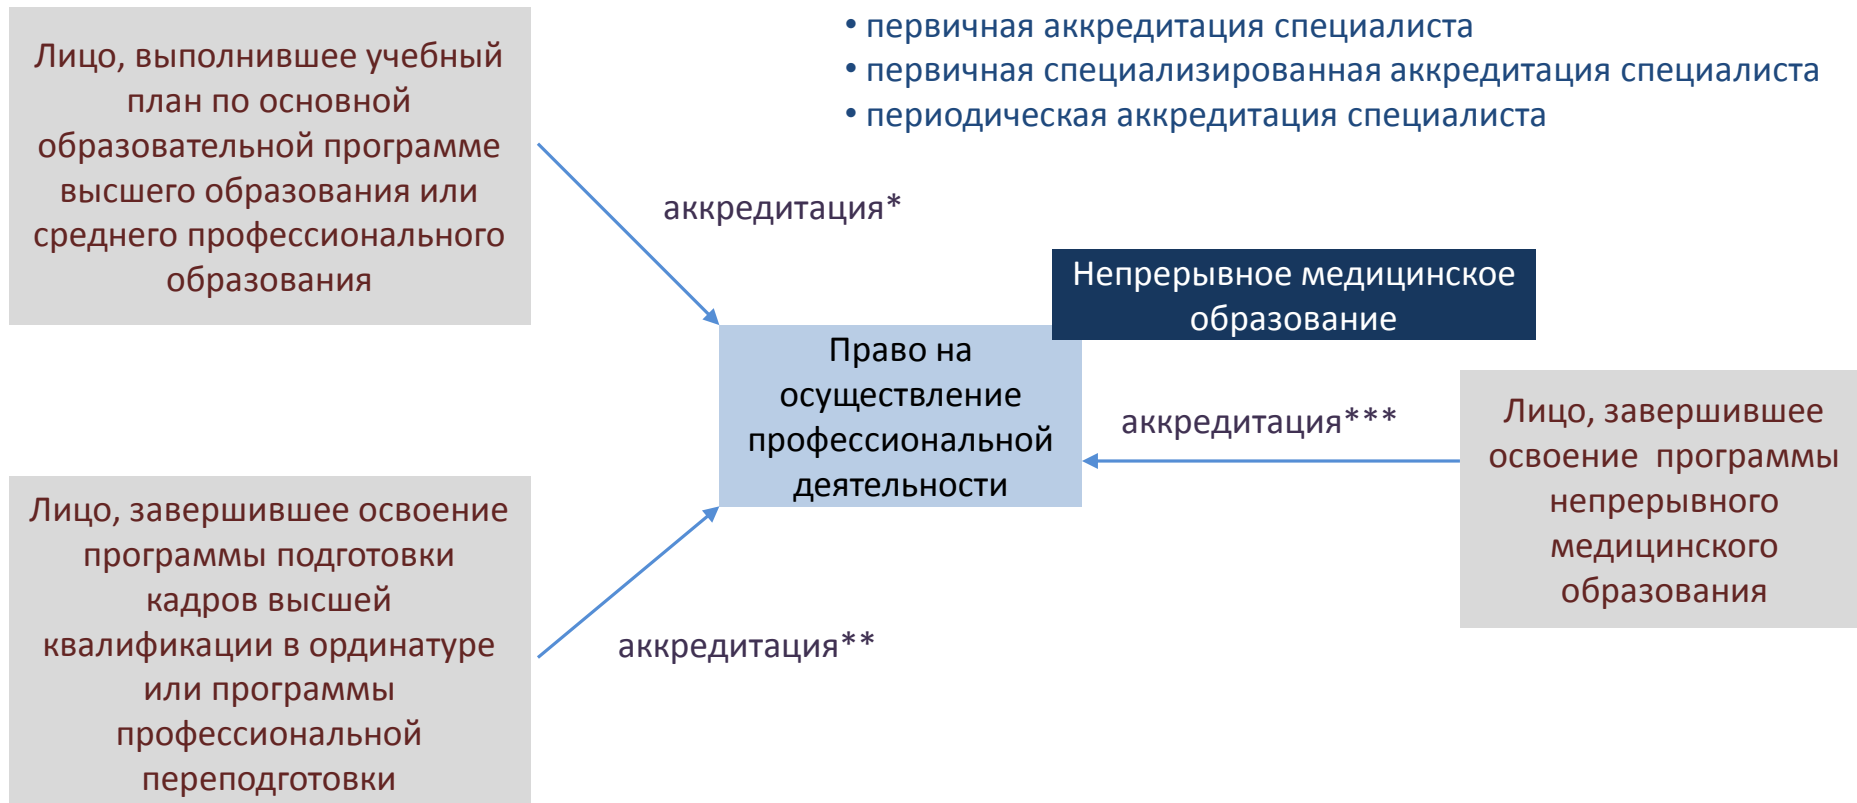 • первичная аккредитация специалиста
• первичная специализированная аккредитация специалиста
• периодическая аккредитация специалиста
Лицо, выполнившее учебный
план по основной
образовательной программе
высшего образования или
среднего профессионального
образования
аккредитация*
Непрерывное медицинское
образование
Право на
осуществление
профессиональной
деятельности
аккредитация***
Лицо, завершившее
освоение программы
непрерывного
медицинского
образования
Лицо, завершившее освоение
программы подготовки
кадров высшей
квалификации в ординатуре
или программы
профессиональной
переподготовки
аккредитация**